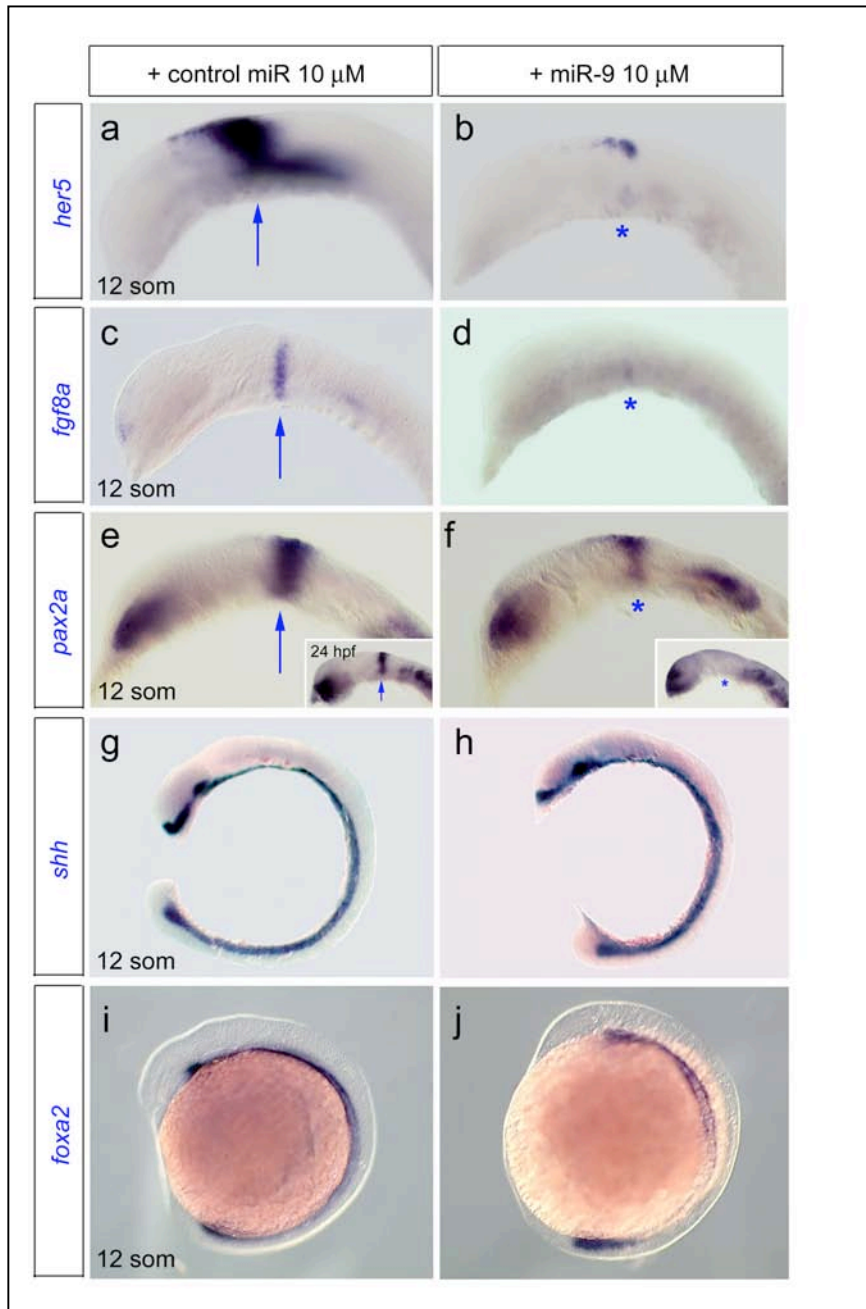 + control miR 10 μM
+ miR-9 10 μM
her5
a
12 som
b
*
fgf8a
c
12 som
d
*
pax2a
e
12 som
24 hpf
f
*
*
shh
g
12 som
h
foxa2
i
12 som
j